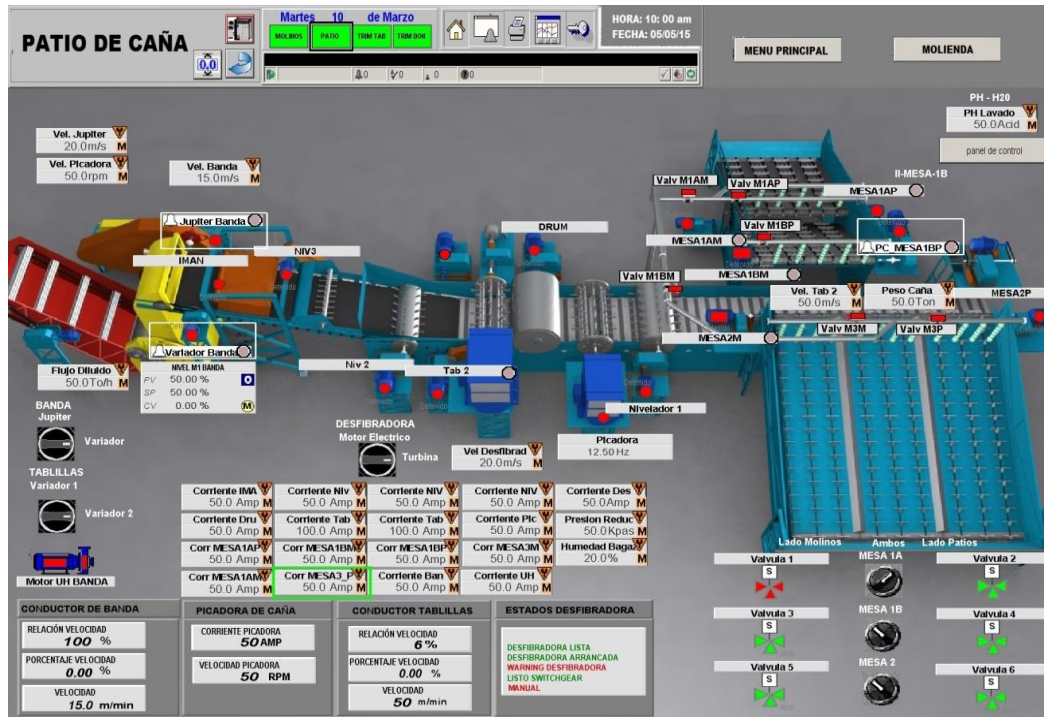 PATIO DE CAÑA
0.0
Martes 10 de Marzo
MOLINOS
PATIO
TRIM TAB
TRIM DON
0
0
0
0
HORA: 10: 00 am
FECHA: 05/05/15
MENU PRINCIPAL
MOLIENDA
PH - H20
PH Lavado
50.0Acid M
panel de control
Vel. Jupiter
20.0m/s M
Vel. Picadora
50.0rpm M
Vel. Banda
15.0m/s M
Valv M1AM
Valv M1AP
II-MESA-1B
MESA1AP
Jupiter Banda
DRUM
Valv M1BP
MESA1AM
PC_MESA1BP
IMAN
NIV3
Detenido
Valv M1BM
MESA1BM
Vel. Tab 2
50.0m/s M
Peso Caña
50.0Ton M
MESA2P
Valv M3M
Valv M3P
MESA2M
Variador Banda
Niv 2
Tab 2
Flujo Diluido
50.0To/h M
NIVEL M1 BANDA
PV 50.00 % O
SP 50.00 %
CV 0.00 % M
Detenido
Detenido
Detenido
Nivelador 1
BANDA
Jupiter
Variador
DESFIBRADORA
Motor Electrico
Turbina
Vel Desfibrad
20.0m/s M
Picadora
12.50 Hz
TABLILLAS
Variador 1
Variador 2
Motor UH BANDA
Corriente IMA
50.0 Amp M
Corriente Niv
50.0 Amp M
Corriente NIV
50.0 Amp M
Corriente NIV
50.0 Amp M
Corriente Des
50.0Amp M
Corriente Dru
50.0 Amp M
Corriente Tab
100.0 Amp M
Corriente Tab
100.0 Amp M
Corriente Pic
50.0 Amp M
Presion Reduc
50.0Kpas M
Corr MESA1AP
50.0 Amp M
Corr MESA1BM
50.0 Amp M
Corr MESA1BP
50.0 Amp M
Corr MESA3M
50.0 Amp M
Humedad Bagaz
20.0 % M
Corr MESA1AM
50.0 Amp M
Corr MESA3_P
50.0 Amp M
Corriente Ban
50.0 Amp M
Corriente UH
50.0 Amp M
Lado Molinos
Ambos
Lado Patios
Valvula 1
S
MESA 1A
Valvula 2
S
Valvula 3
S
MESA 1B
Valvula 4
S
Valvula 5
S
MESA 2
Valvula 6
S
CONDUCTOR DE BANDA
RELACIÓN VELOCIDAD
100 %
PORCENTAJE VELOCIDAD
0.00 %
VELOCIDAD
15.0 m/min
PICADORA DE CAÑA
CORRIENTE PICADORA
50 AMP
VELOCIDAD PICADORA
50 RPM
CONDUCTOR TABLILLAS
RELACIÓN VELOCIDAD
6 %
PORCENTAJE VELOCIDAD
0.00 %
VELOCIDAD
50 m/min
ESTADOS DESFIBRADORA
DESFIBRADORA LISTA
DESFIBRADORA ARRANCADA
WARNING DESFIBRADORA
LISTO SWITCHGEAR
MANUAL